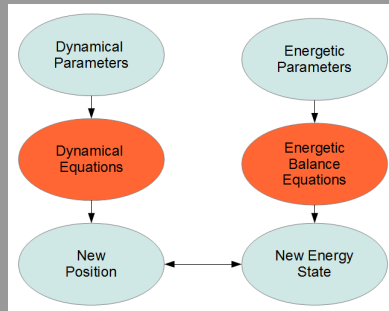 Dynamical
Parameters
Energetic
Parameters
Dynamical
Equations
Energetic
Balance
Equations
New
Position
New Energy
State